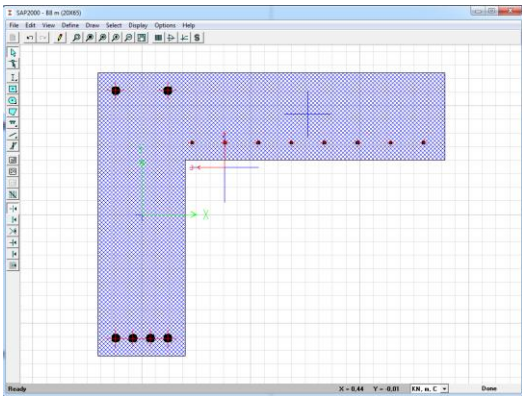 SAP2000 - B8 m (20X65)
File Edit View Define Draw Select Display Options Help
X
Ready
X = 0,44 Y = -0,01 KN, m, C Done